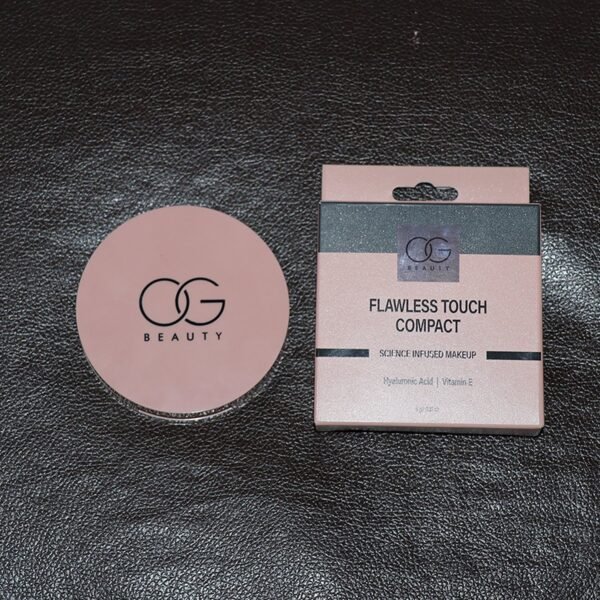 OG
BEAUTY
OG
BEAUTY
FLAWLESS TOUCH
COMPACT
SCIENCE INFUSED MAKEUP
Hyaluronic Acid | Vitamin E